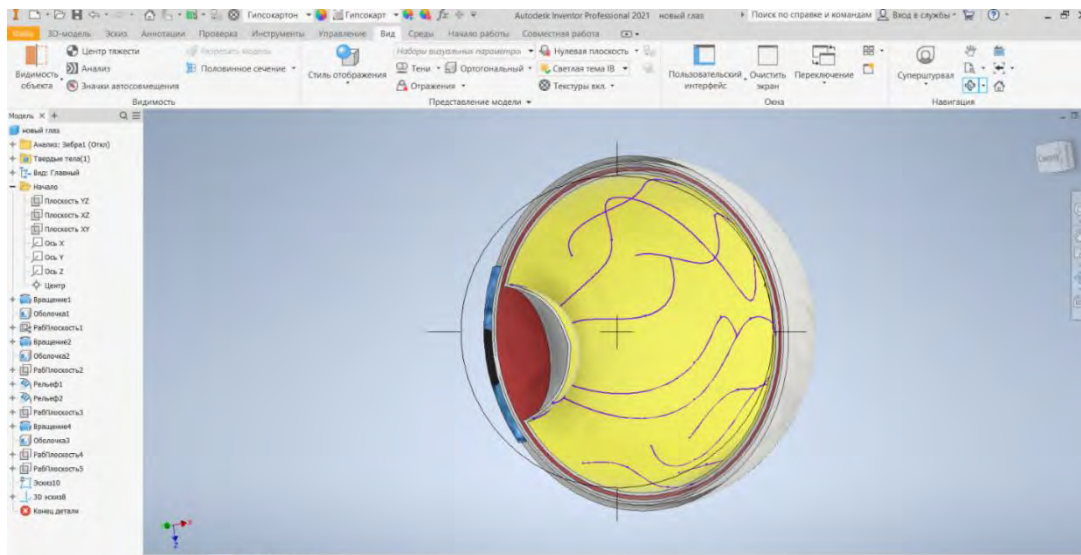 Гипсокартон
Гипсокарт
Autodesk Inventor Professional 2021 новый глаз
Поиск по справке и командам
Вход в службы
Файл 3D-модель Эскиз Аннотации Проверка Инструменты Управление Вид Среды Начало работы Совместная работа
Видимость объекта
Центр тяжести
Анализ
Значки автосовмещения
Разрезать модель
Половинное сечение
Видимость
Стиль отображения
Наборы визуальных параметров
Тени
Ортогональный
Отражения
Нулевая плоскость
Светлая тема IB
Текстуры вкл.
Представление модели
Пользовательский интерфейс
Очистить экран
Переключение
Окна
Суперштурвал
Навигация
Модель
новый глаз
Анализ: Зебра1 (Откл)
Твердые тела(1)
Вид: Главный
Начало
Плоскость YZ
Плоскость XZ
Плоскость XY
Ось X
Ось Y
Ось Z
Центр
Вращение1
Оболочка1
РабПлоскость1
Вращение2
Оболочка2
РабПлоскость2
Рельеф1
Рельеф2
РабПлоскость3
Вращение4
Оболочка3
РабПлоскость4
РабПлоскость5
Эскиз10
3D эскиз8
Конец детали
X
Z